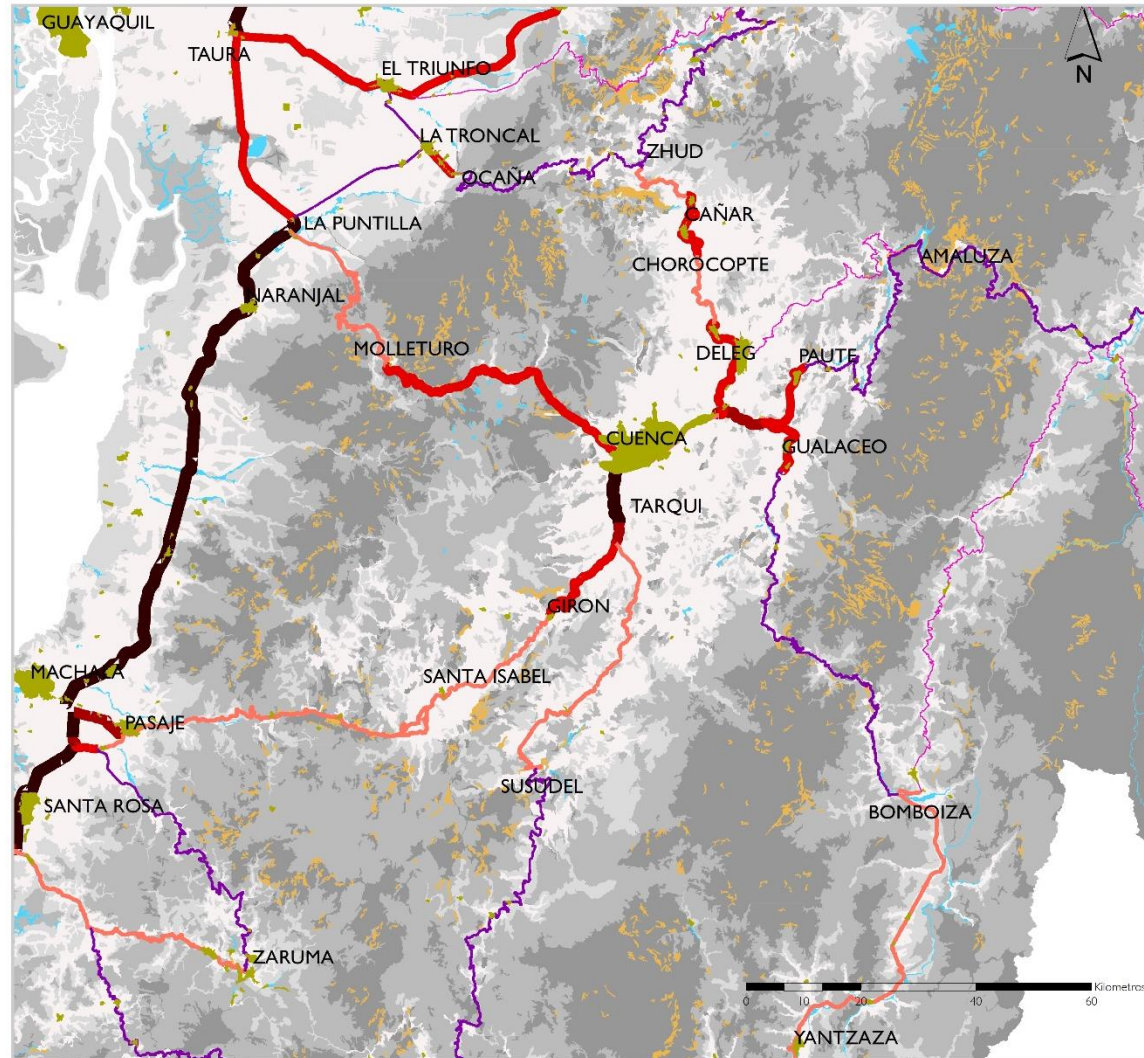 GUAYAQUIL
TAURA
EL TRIUNFO
N
LA TRONCAL
ZHUD
OCAÑA
CAÑAR
LA PUNTILLA
CHOROCOPTE
AMALUZA
NARANJAL
MOLLETURO
DELEG
PAUTE
CUENCA
GUALACEO
TARQUI
GIRON
MACHALA
SANTA ISABEL
PASAJE
SUSUDEL
SANTA ROSA
BOMBOIZA
ZARUMA
Kilometros
0 10 20 40 60
YANTZAZA